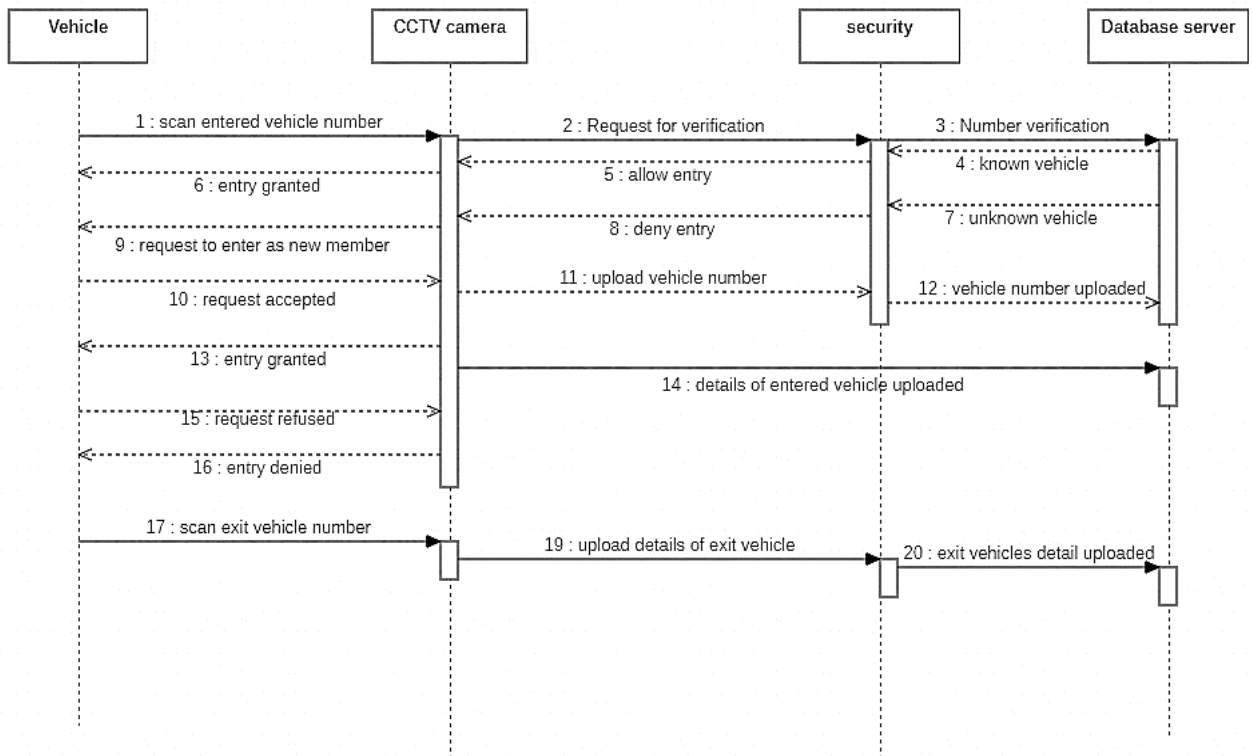 Vehicle
CCTV camera
security
Database server
1 : scan entered vehicle number
2 : Request for verification
3 : Number verification
4 : known vehicle
5 : allow entry
6 : entry granted
7 : unknown vehicle
8 : deny entry
9 : request to enter as new member
10 : request accepted
11 : upload vehicle number
12 : vehicle number uploaded
13 : entry granted
14 : details of entered vehicle uploaded
15 : request refused
16 : entry denied
17 : scan exit vehicle number
19 : upload details of exit vehicle
20 : exit vehicles detail uploaded